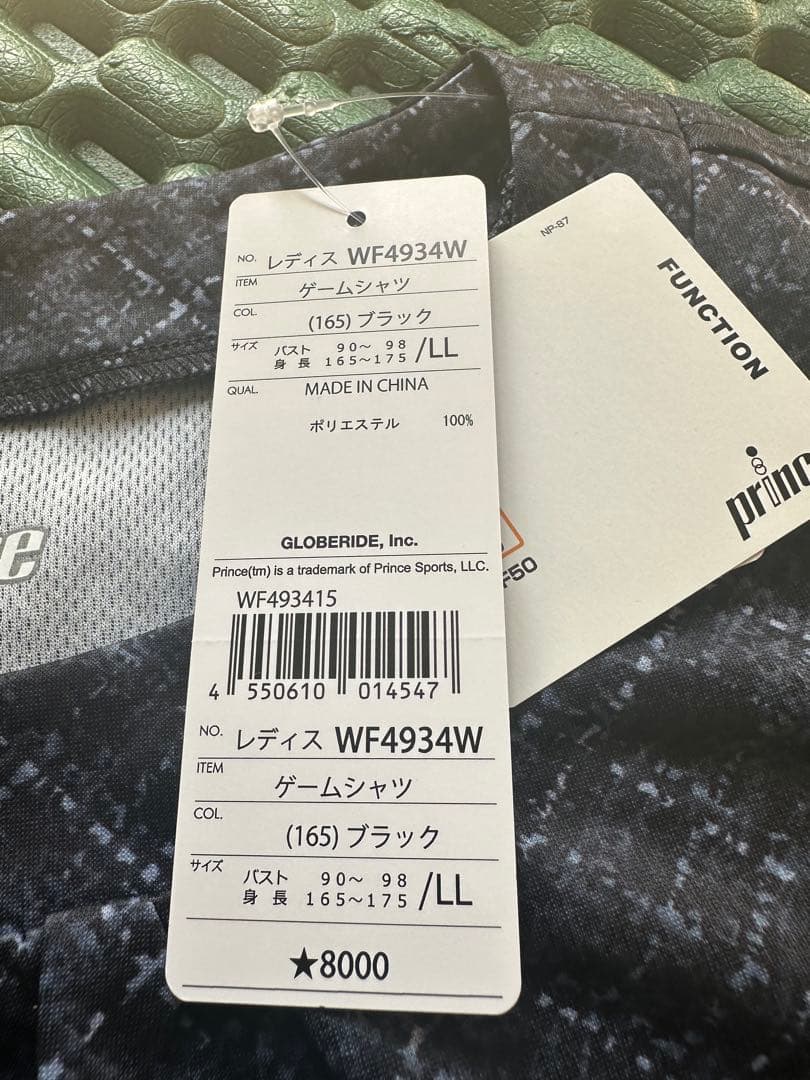 NO. レディス WF4934W
ITEM ゲームシャツ
COL. (165) ブラック
サイズ バスト 90～ 98 /LL
身 長 165～175
QUAL. MADE IN CHINA
ポリエステル 100%
GLOBERIDE, Inc.
Prince(tm) is a trademark of Prince Sports, LLC.
WF493415
4 550610 014547
NO. レディス WF4934W
ITEM ゲームシャツ
COL. (165) ブラック
サイズ バスト 90～ 98 /LL
身 長 165～175
★8000
NP-87
FUNCTION
prince
F50